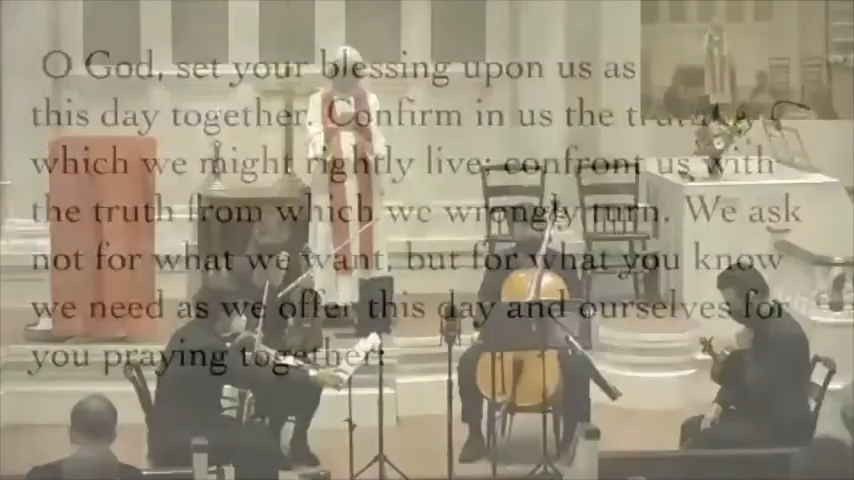 O God, set your blessing upon us as
this day together. Confirm in us the truth
which we might rightly live; confront us with
the truth from which we wrongly turn. We ask
not for what we want, but for what you know
we need as we offer this day and ourselves for
you praying together: